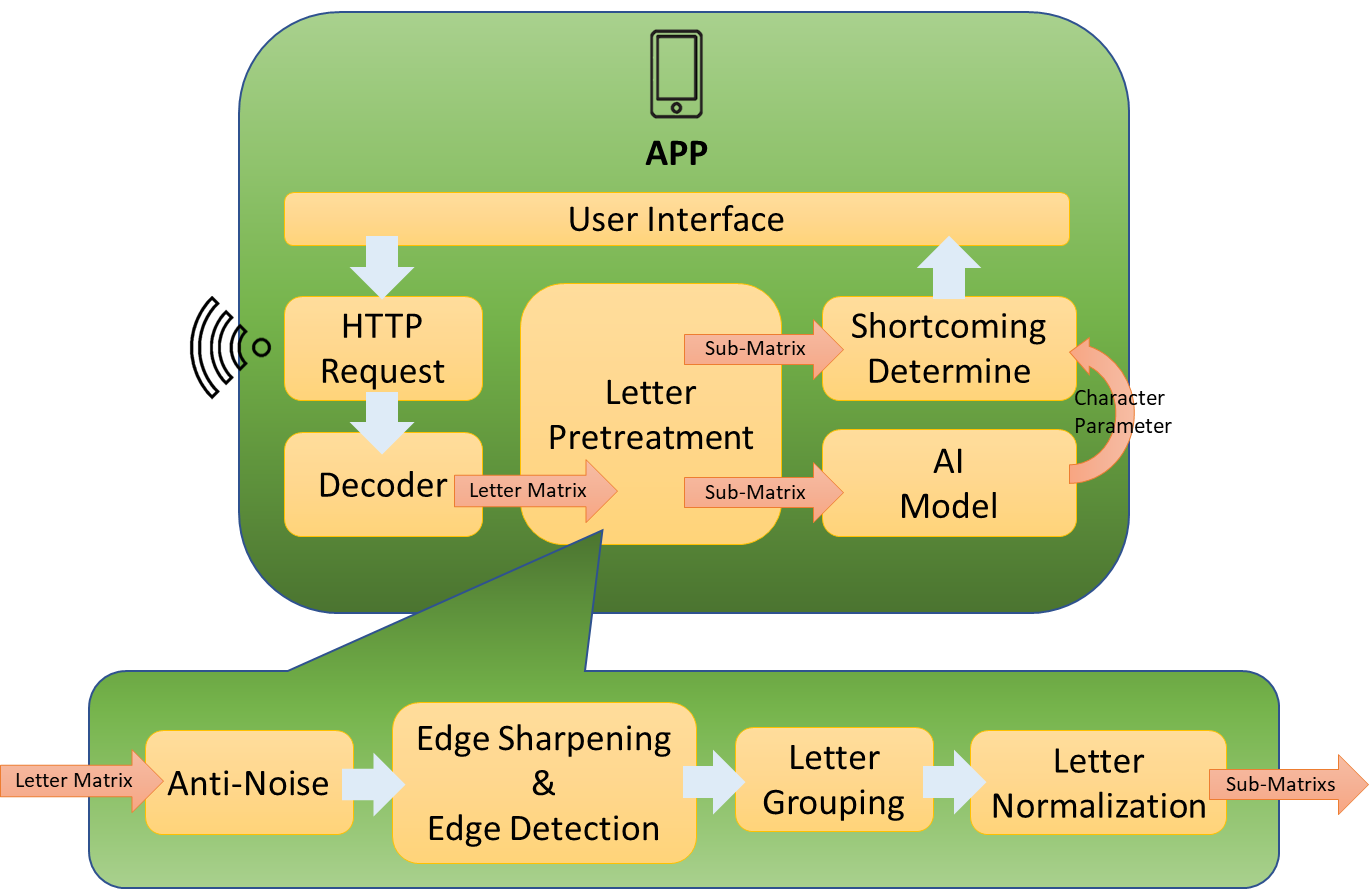 APP
User Interface
HTTP
Request
Decoder
Letter Matrix
Letter
Pretreatment
Sub-Matrix
Sub-Matrix
Shortcoming
Determine
AI
Model
Character
Parameter
Letter Matrix
Anti-Noise
Edge Sharpening
&
Edge Detection
Letter
Grouping
Letter
Normalization
Sub-Matrixs